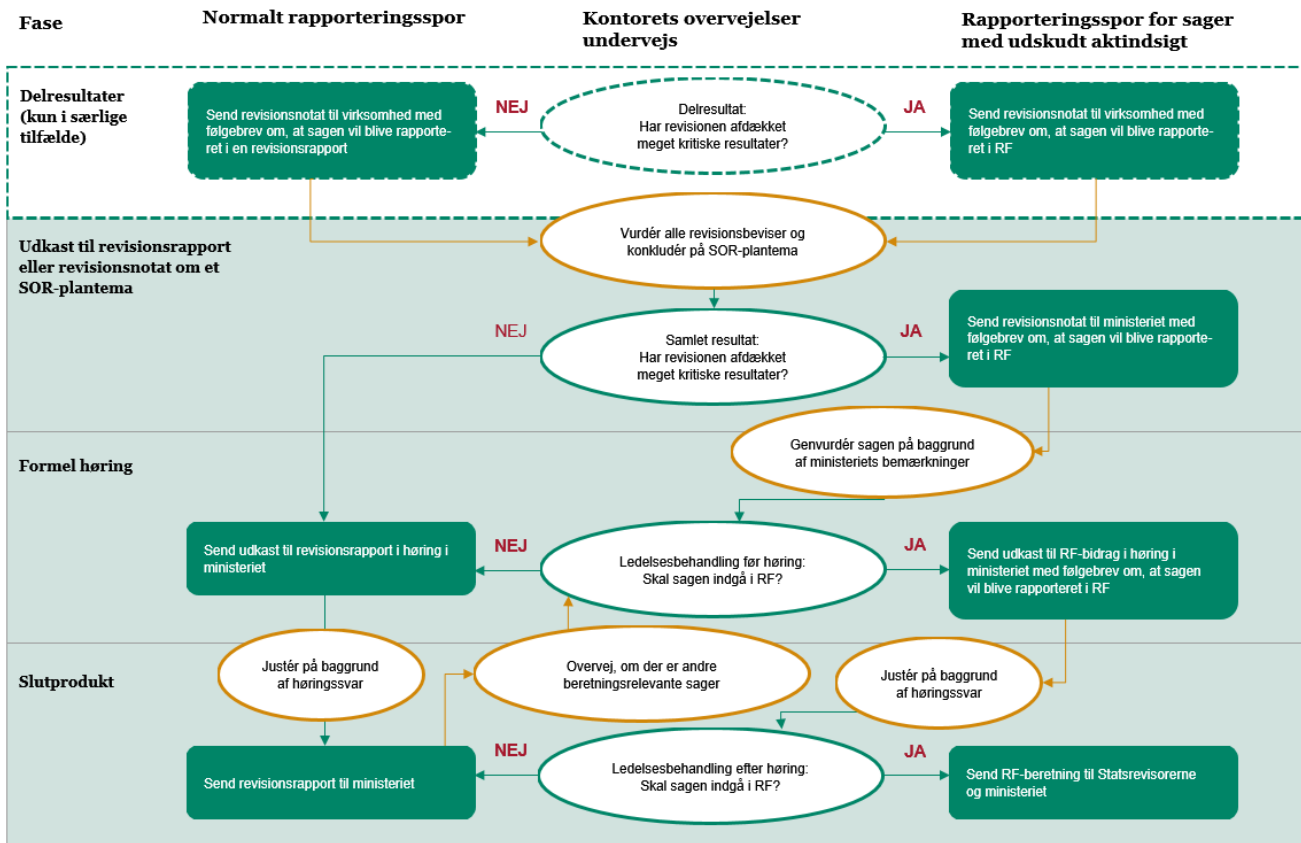 Fase
Normalt rapporteringsspor
Kontorets overvejelser
undervejs
Rapporteringsspor for sager
med udskudt aktindsigt
Delresultater
(kun i særlige
tilfælde)
Send revisionsnotat til virksomhed med
følgebrev om, at sagen vil blive rapporte-
ret i en revisionsrapport
NEJ
Delresultat:
Har revisionen afdækket
meget kritiske resultater?
JA
Send revisionsnotat til virksomhed med
følgebrev om, at sagen vil blive rapporte-
ret i RF
Udkast til revisionsrapport
eller revisionsnotat om et
SOR-plantema
Vurdér alle revisionsbeviser og
konkludér på SOR-plantema
NEJ
Samlet resultat:
Har revisionen afdækket
meget kritiske resultater?
JA
Send revisionsnotat til ministeriet med
følgebrev om, at sagen vil blive rapporte-
ret i RF
Formel høring
Genvurdér sagen på baggrund
af ministeriets bemærkninger
Send udkast til revisionsrapport i høring i
ministeriet
NEJ
Ledelsesbehandling før høring:
Skal sagen indgå i RF?
JA
Send udkast til RF-bidrag i høring i
ministeriet med følgebrev om, at sagen
vil blive rapporteret i RF
Slutprodukt
Justér på baggrund
af høringssvar
Overvej, om der er andre
beretningsrelevante sager
Justér på baggrund
af høringssvar
Send revisionsrapport til ministeriet
NEJ
Ledelsesbehandling efter høring:
Skal sagen indgå i RF?
JA
Send RF-beretning til Statsrevisorerne
og ministeriet